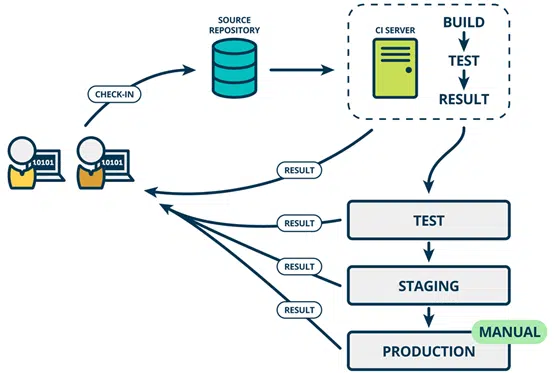 SOURCE
REPOSITORY
CI SERVER
BUILD
TEST
RESULT
CHECK-IN
10101
10101
RESULT
RESULT
TEST
RESULT
STAGING
RESULT
MANUAL
PRODUCTION